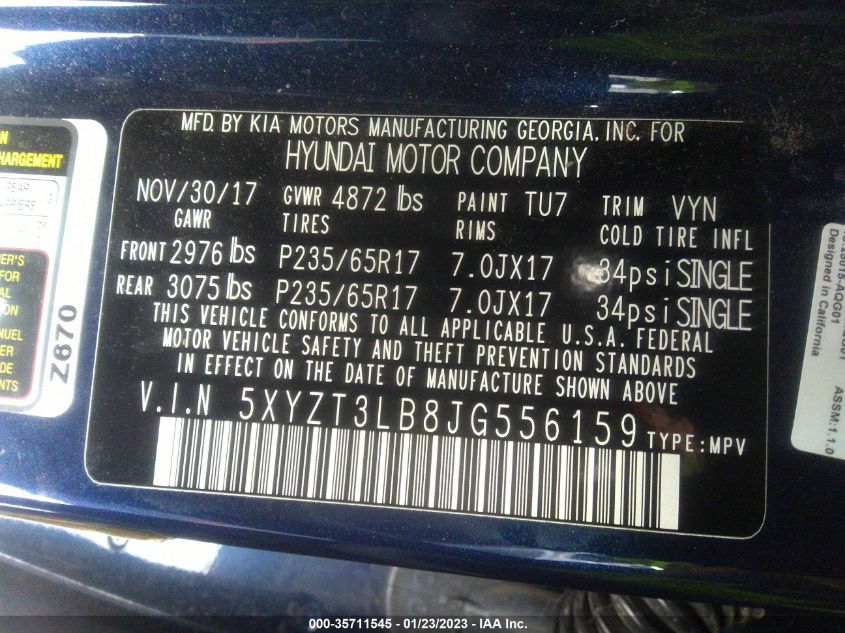 MFD. BY KIA MOTORS MANUFACTURING GEORGIA. INC. FOR
HYUNDAI MOTOR COMPANY
NOV/30/17 GVWR 4872 lbs PAINT TU7 TRIM VYN
GAWR TIRES RIMS COLD TIRE INFL
FRONT 2976 lbs P235/65R17 7.0JX17 34psi SINGLE
REAR 3075 lbs P235/65R17 7.0JX17 34psi SINGLE
THIS VEHICLE CONFORMS TO ALL APPLICABLE U.S.A. FEDERAL
MOTOR VEHICLE SAFETY AND THEFT PREVENTION STANDARDS
IN EFFECT ON THE DATE OF MANUFACTURE SHOWN ABOVE
V.I.N 5XYZT3LB8JG556159 TYPE:MPV
REAR
Z670
Designed in California
ASSM:1.1.0
000-35711545 — 01/23/2023 — IAA Inc.